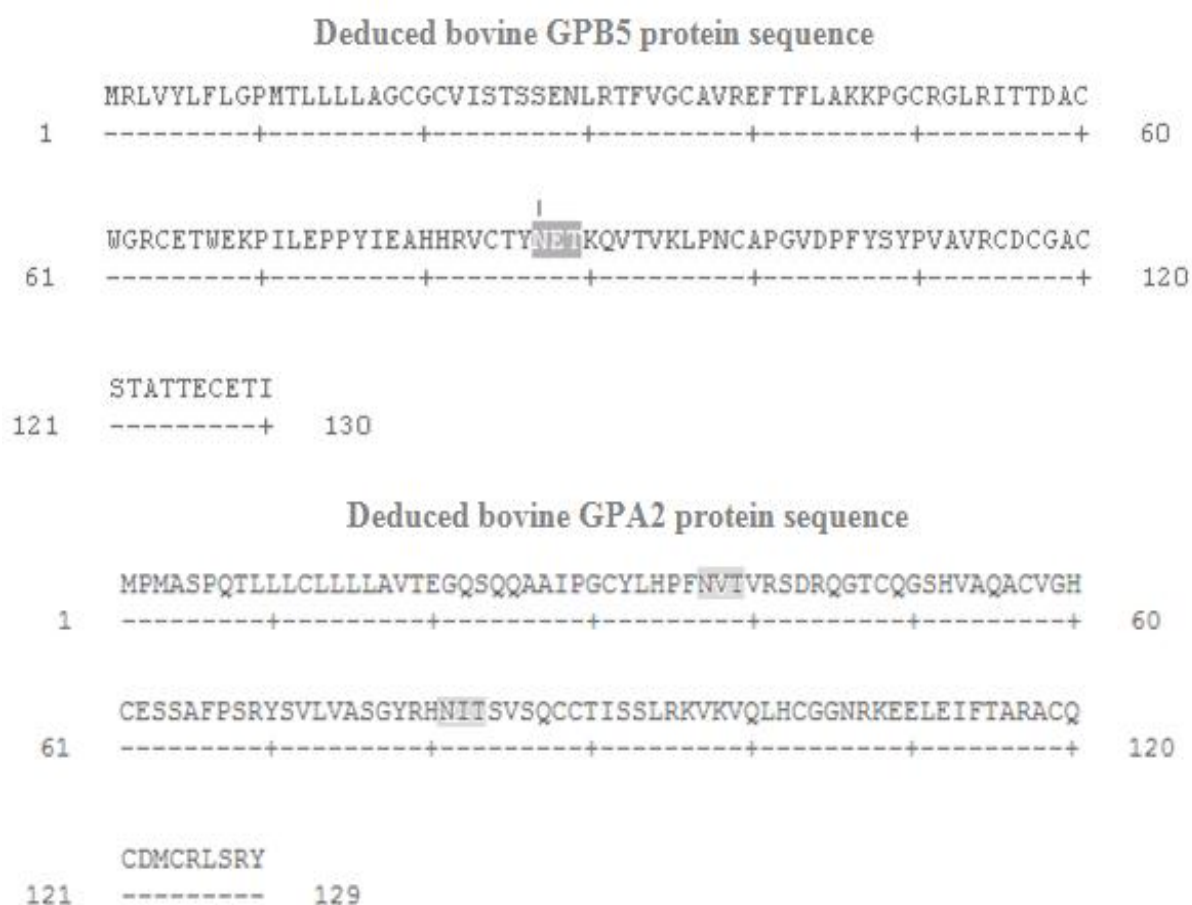 Deduced bovine GPB5 protein sequence
MRLVYLFLGPMTLLLLAGCGCVISTSSENLRTFVGCAVREFTFLAKKPGCRGLRITTDAC
1 ---------+---------+---------+---------+---------+---------+ 60
WGRCETWEKPILEPPYIEAHHRVCTYNETKQVTVKLPNCAPGVDPFYSYPVAVRCDCGAC
61 ---------+---------+---------+---------+---------+---------+ 120
STATTECETI
121 ---------+ 130
Deduced bovine GPA2 protein sequence
MPMASPQTLLLCLLLLAVTEGQSQQAAIPGCYLHPFNVTVRSDRQGTCQGSHVAQACVGH
1 ---------+---------+---------+---------+---------+---------+ 60
CESSAFPSRYSVLVASGYRHNITSVSQCCTISSLRKVKVQLHCGGNRKEELEIFTARACQ
61 ---------+---------+---------+---------+---------+---------+ 120
CDMCRLSRY
121 --------- 129